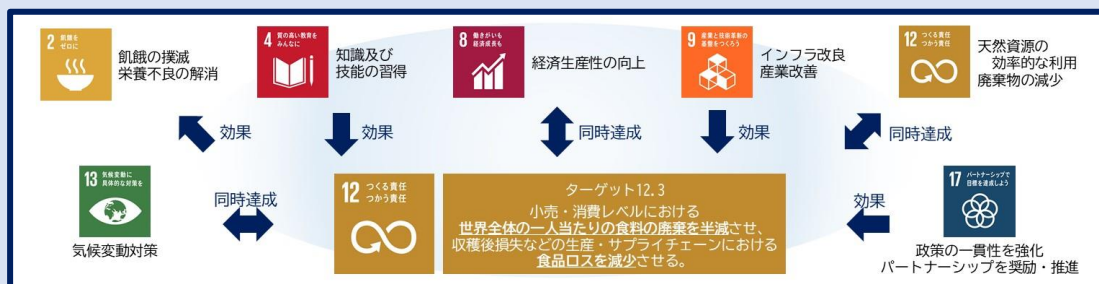 2 飢餓を
ゼロに
飢餓の撲滅
栄養不良の解消
4 質の高い教育を
みんなに
知識及び
技能の習得
8 働きがいも
経済成長も
経済生産性の向上
9 産業と技術革新の
基盤をつくろう
インフラ改良
産業改善
12 つくる責任
つかう責任
天然資源の
効率的な利用
廃棄物の減少
効果
効果
同時達成
効果
同時達成
13 気候変動に
具体的な対策を
気候変動対策
同時達成
12 つくる責任
つかう責任
ターゲット12.3
小売・消費レベルにおける
世界全体の一人当たりの食料の廃棄を半減させ、
収穫後損失などの生産・サプライチェーンにおける
食品ロスを減少させる。
効果
17 パートナーシップで
目標を達成しよう
政策の一貫性を強化
パートナーシップを奨励・推進